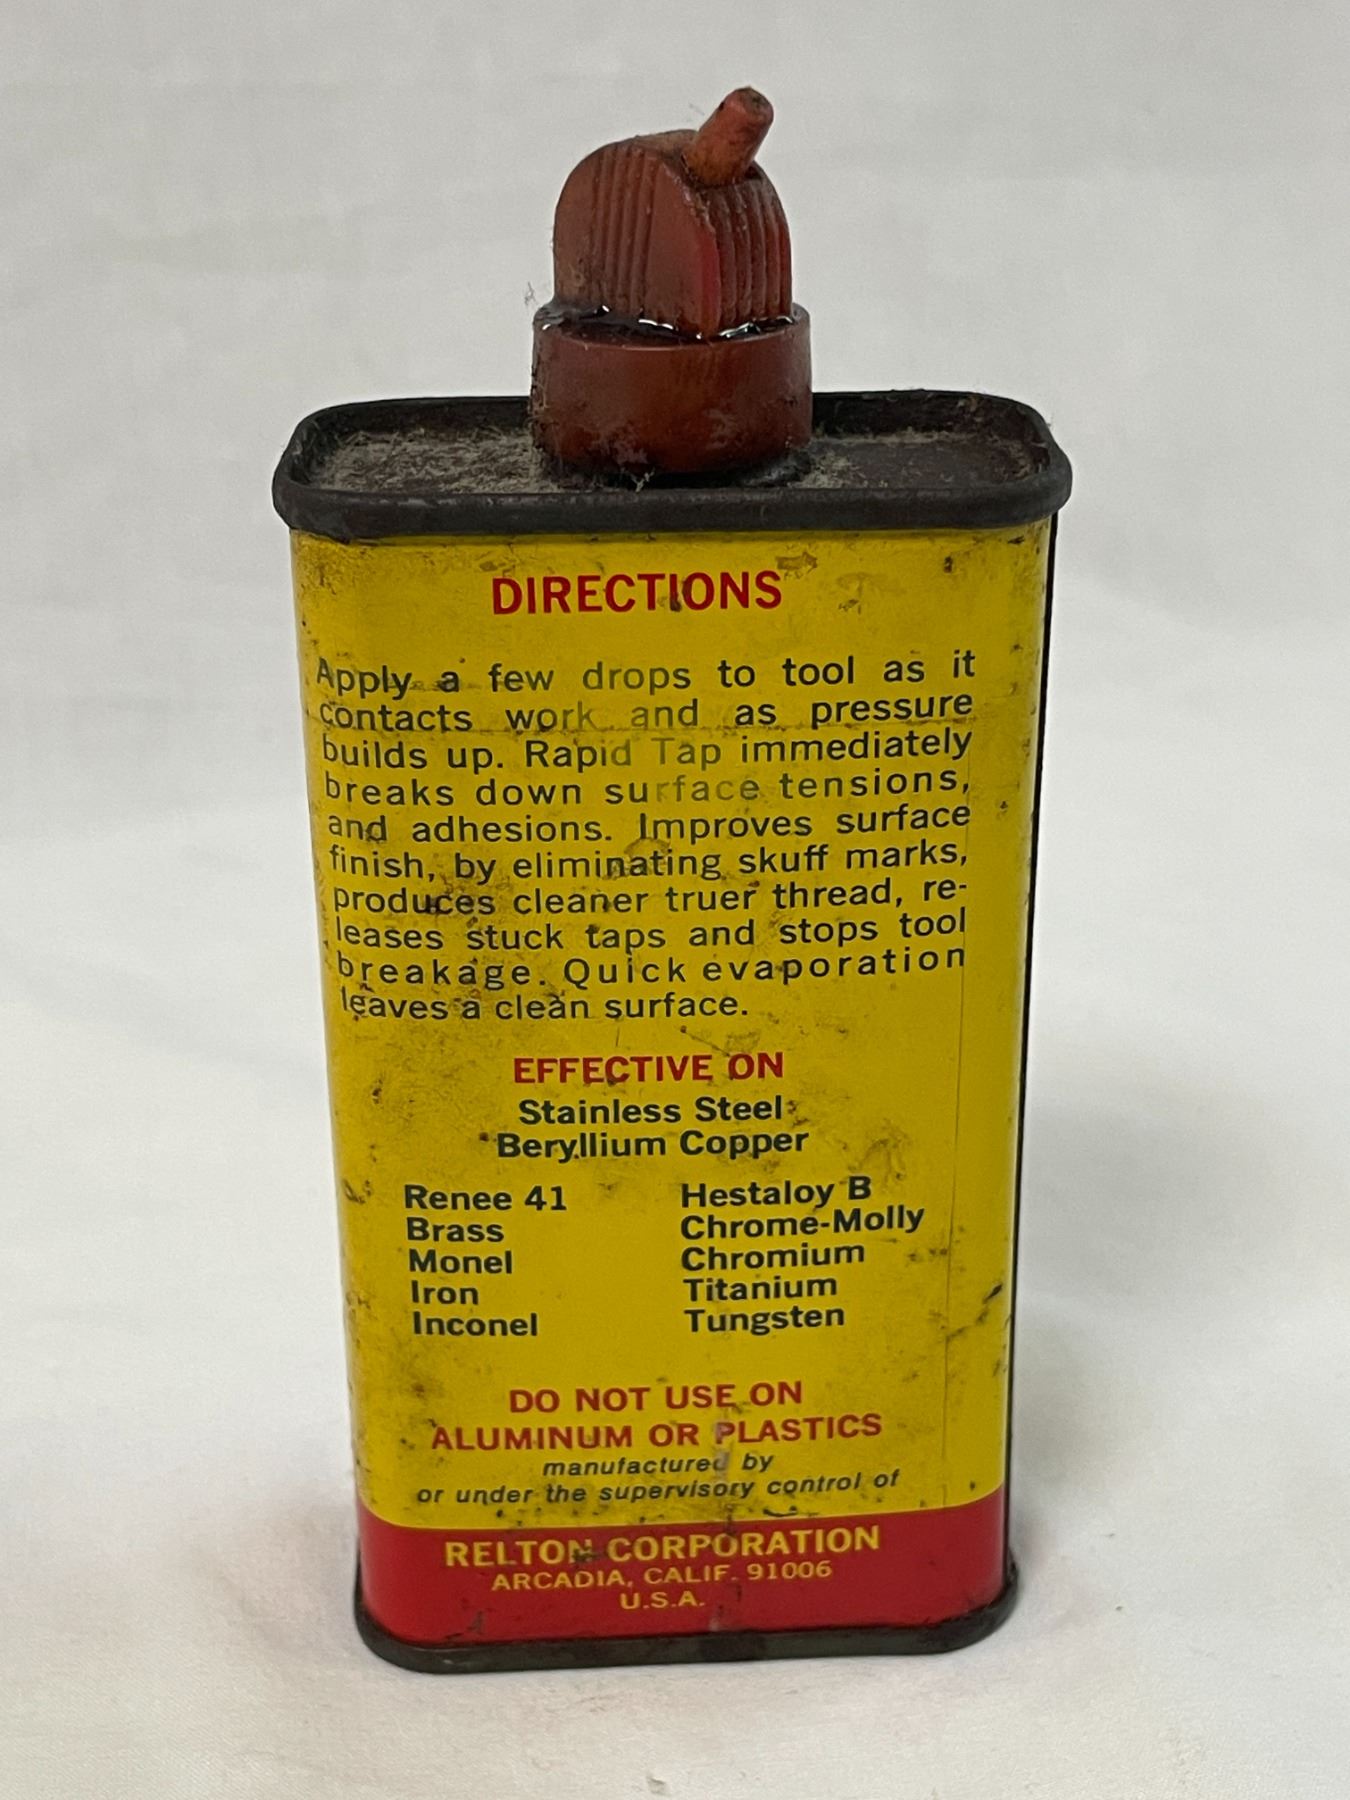 DIRECTIONS
Apply a few drops to tool as it
contacts work and as pressure
builds up. Rapid Tap immediately
breaks down surface tensions,
and adhesions. Improves surface
finish, by eliminating skuff marks,
produces cleaner truer thread, re-
leases stuck taps and stops tool
breakage. Quick evaporation
leaves a clean surface.
EFFECTIVE ON
Stainless Steel
Beryllium Copper
Renee 41 Hestaloy B
Brass Chrome-Molly
Monel Chromium
Iron Titanium
Inconel Tungsten
DO NOT USE ON
ALUMINUM OR PLASTICS
manufactured by
or under the supervisory control of
RELTON CORPORATION
ARCADIA, CALIF. 91006
U.S.A.